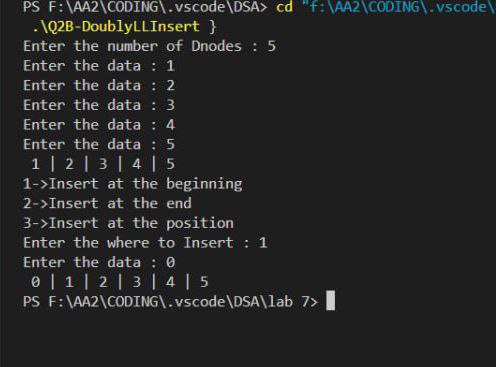 PS F:\AA2\CODING\.vscode\DSA> cd "f:\AA2\CODING\.vscode\
.\Q2B-DoublyLLInsert }
Enter the number of Dnodes : 5
Enter the data : 1
Enter the data : 2
Enter the data : 3
Enter the data : 4
Enter the data : 5
1 | 2 | 3 | 4 | 5
1->Insert at the beginning
2->Insert at the end
3->Insert at the position
Enter the where to Insert : 1
Enter the data : 0
0 | 1 | 2 | 3 | 4 | 5
PS F:\AA2\CODING\.vscode\DSA\lab 7>